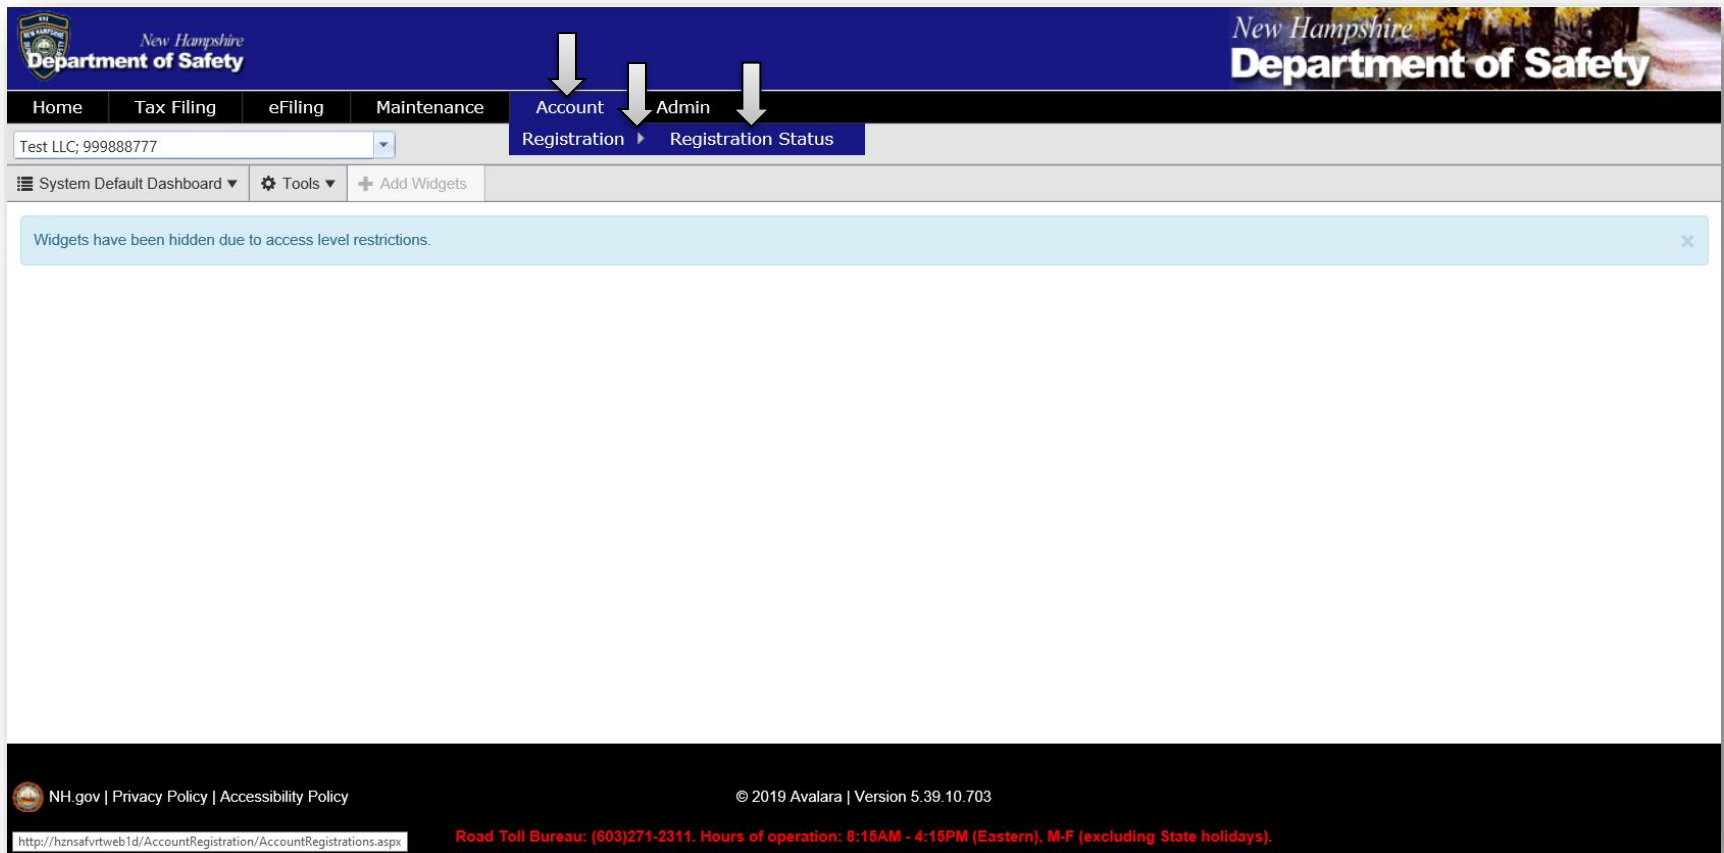 New Hampshire
Department of Safety
New Hampshire
Department of Safety
Home Tax Filing eFiling Maintenance Account Admin
Test LLC; 999888777
Registration Registration Status
System Default Dashboard Tools Add Widgets
Widgets have been hidden due to access level restrictions.
NH.gov | Privacy Policy | Accessibility Policy
© 2019 Avalara | Version 5.39.10.703
http://hznsafvrtweb1d/AccountRegistration/AccountRegistrations.aspx
Road Toll Bureau: (603)271-2311. Hours of operation: 8:15AM - 4:15PM (Eastern), M-F (excluding State holidays).